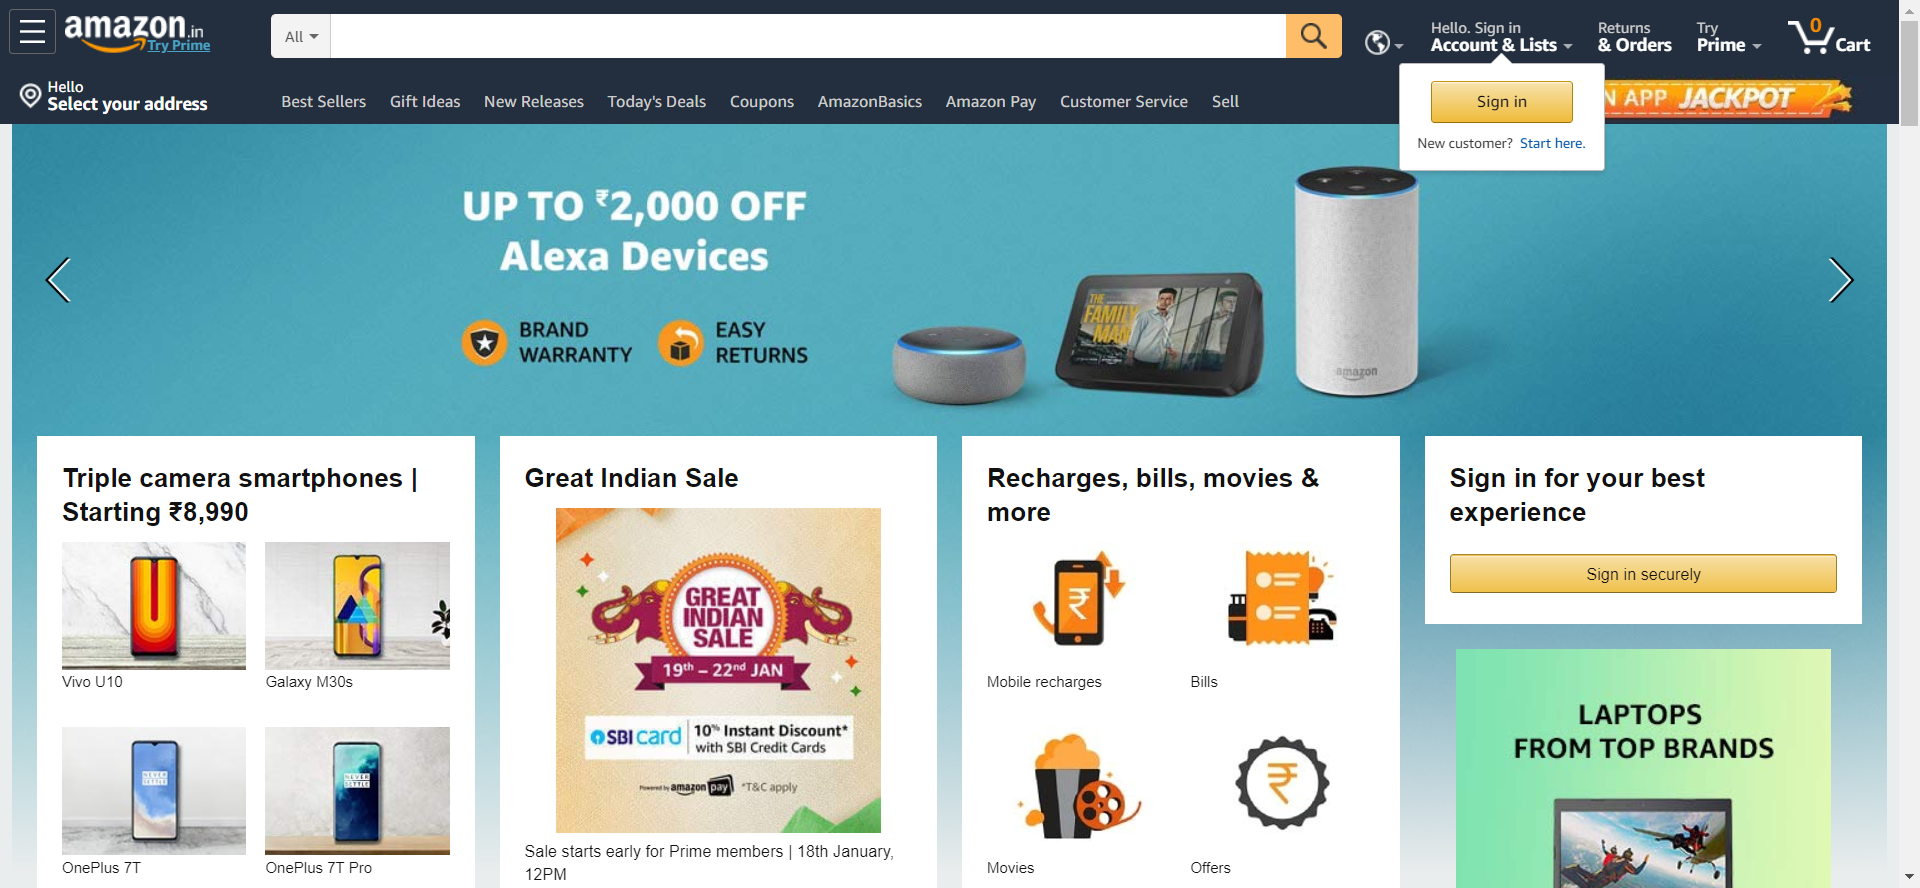 amazon.in
Try Prime
All
Hello. Sign in
Account & Lists
Returns
& Orders
Try
Prime
0
Cart
Hello
Select your address
Best Sellers
Gift Ideas
New Releases
Today's Deals
Coupons
AmazonBasics
Amazon Pay
Customer Service
Sell
N APP JACKPOT
Sign in
New customer? Start here.
UP TO ₹2,000 OFF
Alexa Devices
BRAND
WARRANTY
EASY
RETURNS
THE
FAMILY
MAN
amazon
Triple camera smartphones |
Starting ₹8,990
Vivo U10
Galaxy M30s
NEVER
SETTLE
NEVER
SETTLE
OnePlus 7T
OnePlus 7T Pro
Great Indian Sale
GREAT
INDIAN
SALE
19th – 22nd JAN
SBI card
10% Instant Discount*
with SBI Credit Cards
Powered by amazon pay
*T&C apply
Sale starts early for Prime members | 18th January,
12PM
Recharges, bills, movies &
more
₹
Mobile recharges
Bills
₹
Movies
Offers
Sign in for your best
experience
Sign in securely
LAPTOPS
FROM TOP BRANDS